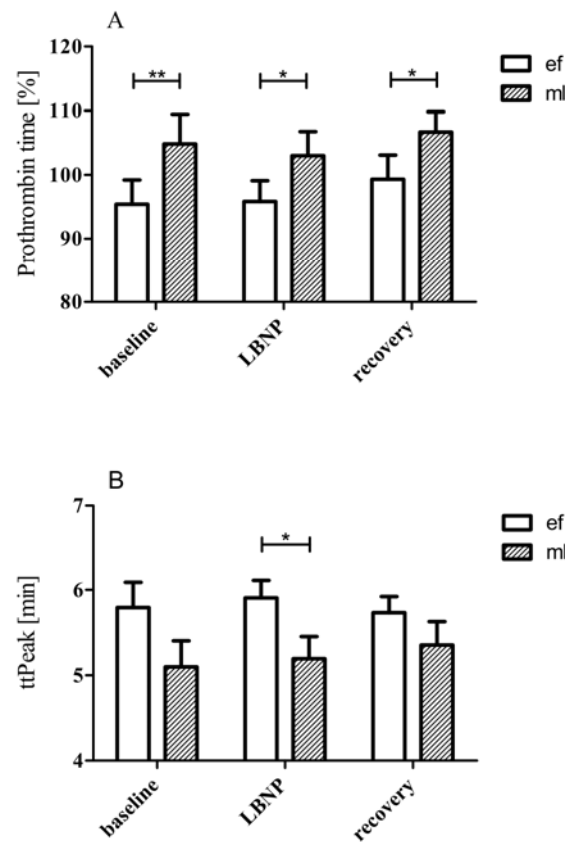 A
Prothrombin time [%]
120
110
100
90
80
** * *
baseline
LBNP
recovery
ef
ml
B
ttPeak [min]
7
6
5
4
*
baseline
LBNP
recovery
ef
ml